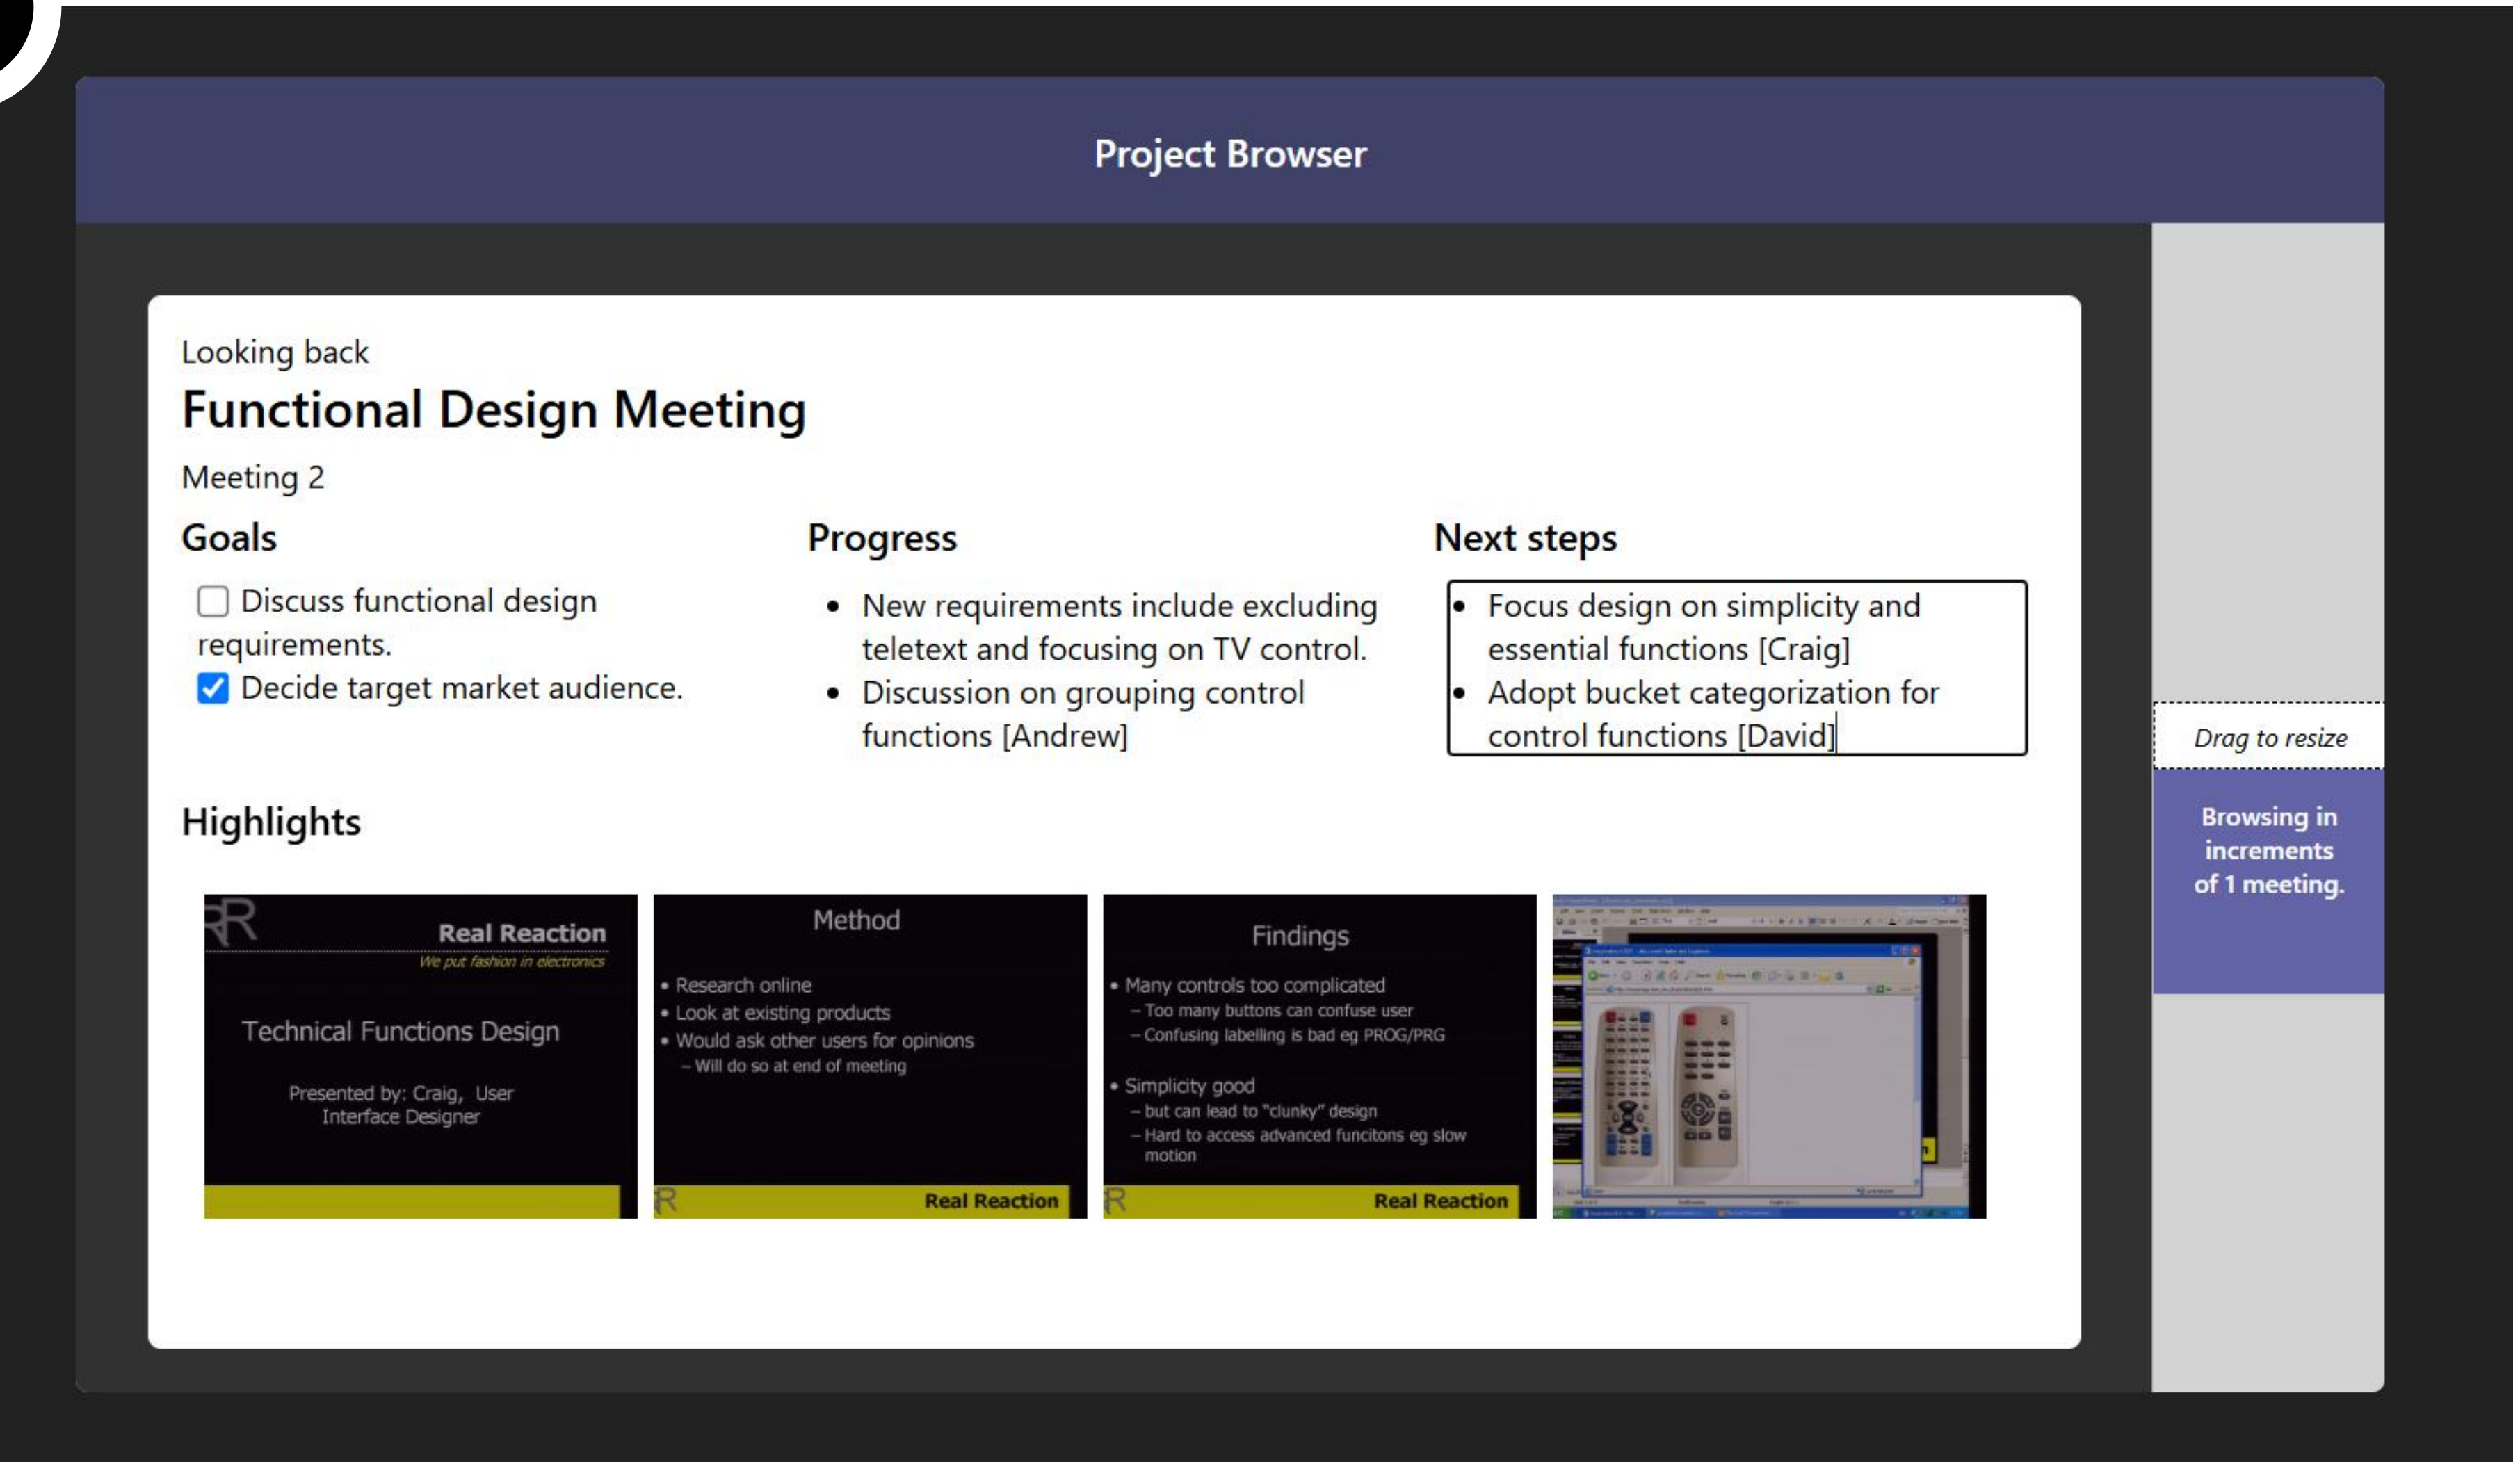 Project Browser
Looking back
Functional Design Meeting
Meeting 2
Goals
Discuss functional design
requirements.
Decide target market audience.
Progress
• New requirements include excluding
teletext and focusing on TV control.
• Discussion on grouping control
functions [Andrew]
Next steps
• Focus design on simplicity and
essential functions [Craig]
• Adopt bucket categorization for
control functions [David]
Drag to resize
Browsing in
increments
of 1 meeting.
Highlights
Real Reaction
We put fashion in electronics
Technical Functions Design
Presented by: Craig, User
Interface Designer
Method
• Research online
• Look at existing products
• Would ask other users for opinions
– Will do so at end of meeting
R
Real Reaction
Findings
• Many controls too complicated
– Too many buttons can confuse user
– Confusing labelling is bad eg PROG/PRG
• Simplicity good
– but can lead to “clunky” design
– Hard to access advanced funcitons eg slow
motion
R
Real Reaction